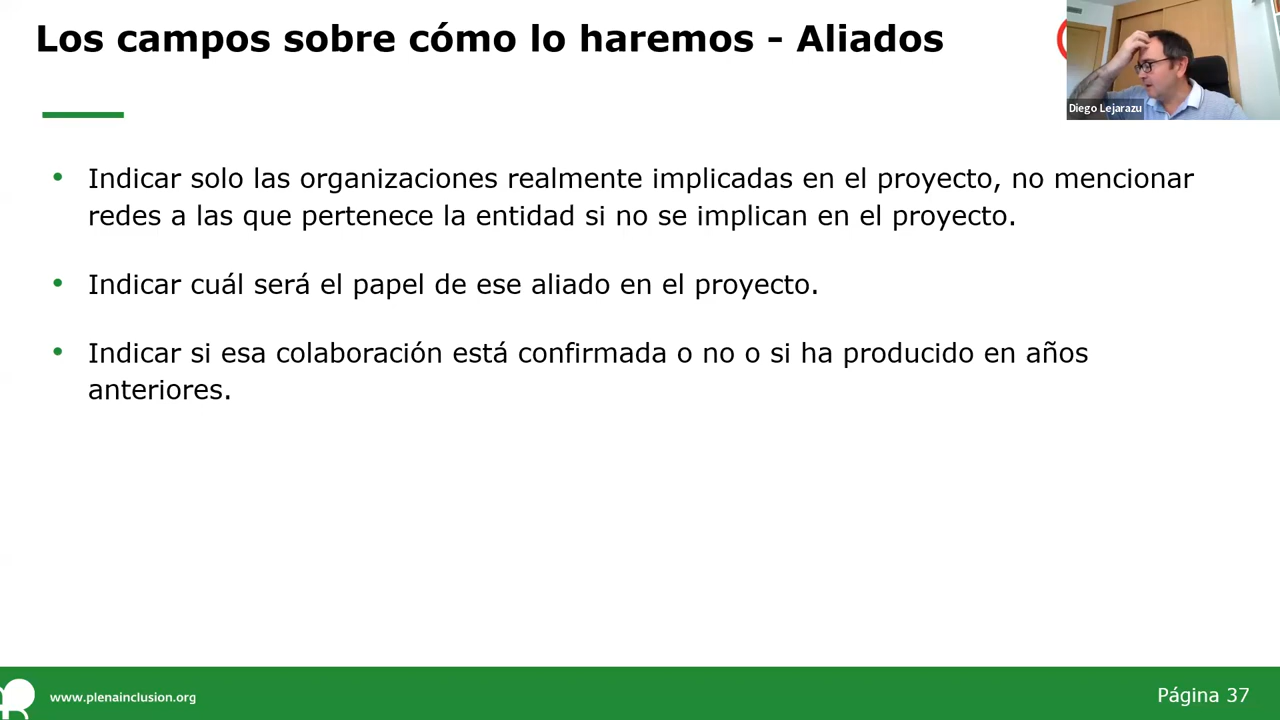 Los campos sobre cómo lo haremos - Aliados
Diego Lejarazu
• Indicar solo las organizaciones realmente implicadas en el proyecto, no mencionar
redes a las que pertenece la entidad si no se implican en el proyecto.
• Indicar cuál será el papel de ese aliado en el proyecto.
• Indicar si esa colaboración está confirmada o no o si ha producido en años
anteriores.
www.plenainclusion.org
Página 37